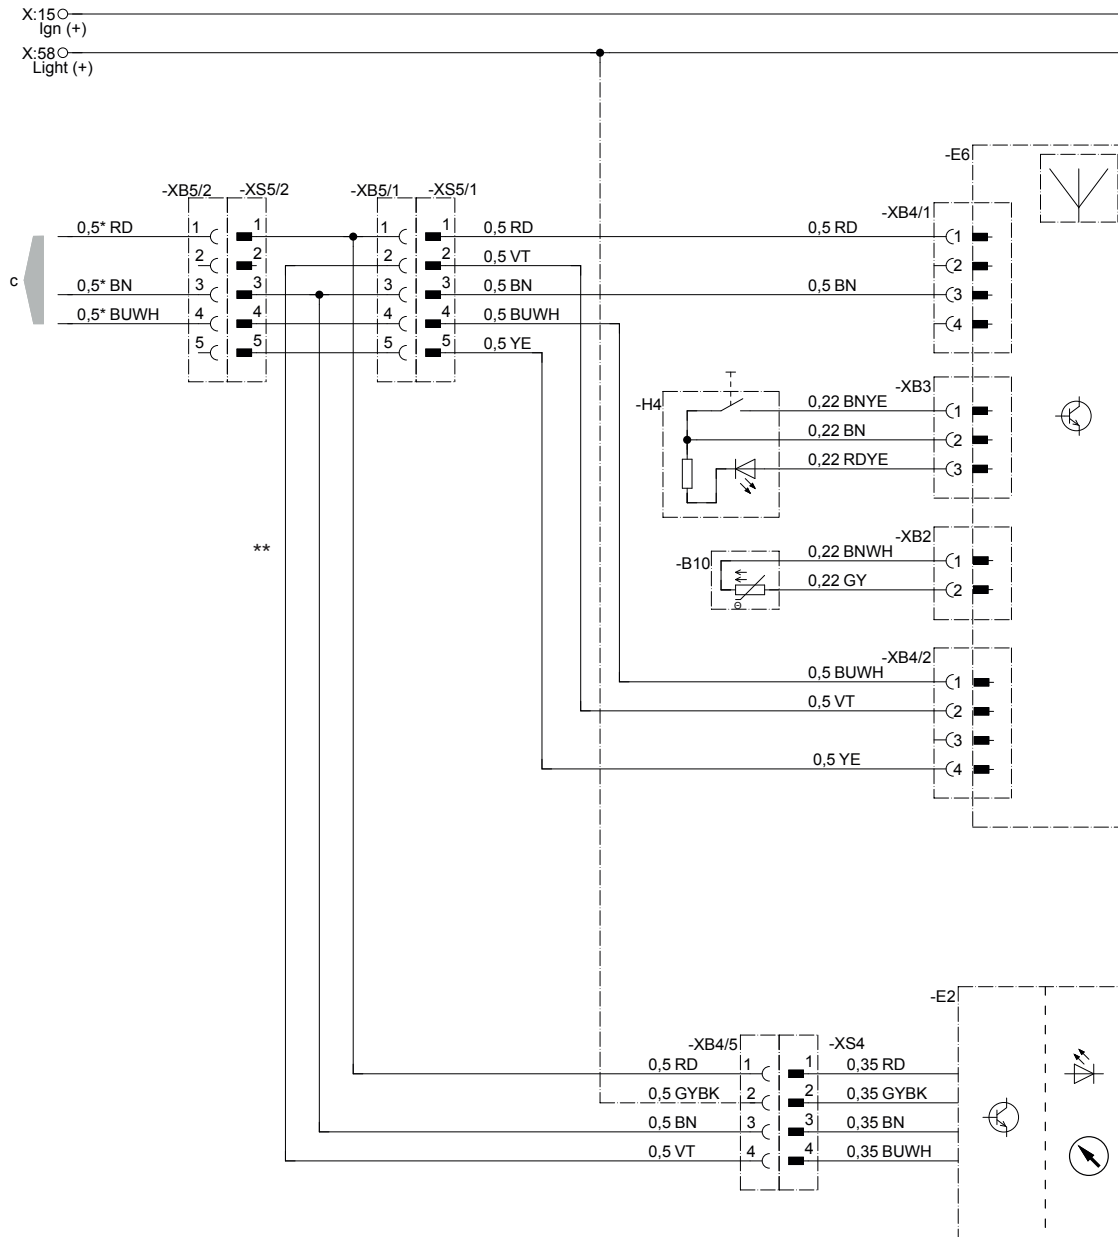 X:15
Ign (+)
X:58
Light (+)
-E6
-XB5/2 -XS5/2 -XB5/1 -XS5/1
-XB4/1
0,5* RD 1 1 1 1 0,5 RD 0,5 RD 1
2 2 2 2 0,5 VT 2
c
0,5* BN 3 3 3 3 0,5 BN 0,5 BN 3
0,5* BUWH 4 4 4 4 0,5 BUWH 4
5 5 5 5 0,5 YE
-XB3
-H4
0,22 BNYE 1
0,22 BN 2
0,22 RDYE 3
-XB2
**
-B10
0,22 BNWH 1
0,22 GY 2
-XB4/2
0,5 BUWH 1
0,5 VT 2
3
0,5 YE 4
-E2
-XB4/5 -XS4
0,5 RD 1 1 0,35 RD
0,5 GYBK 2 2 0,35 GYBK
0,5 BN 3 3 0,35 BN
0,5 VT 4 4 0,35 BUWH